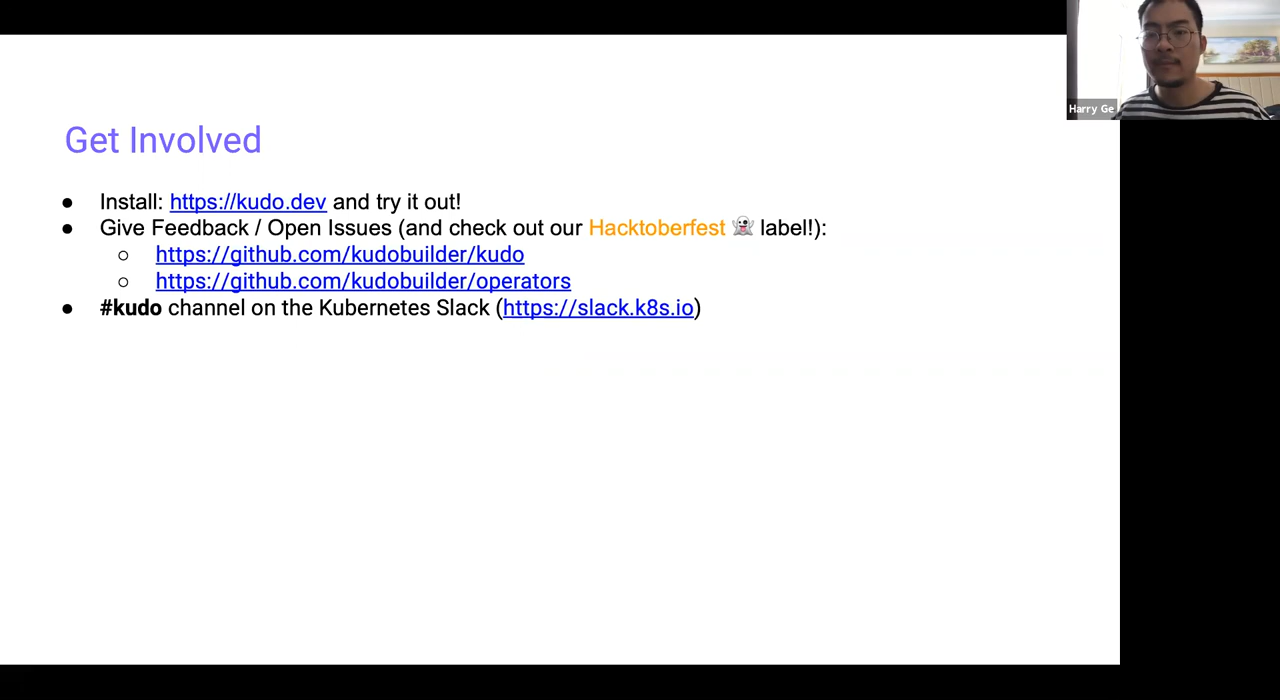 Harry Ge
Get Involved
● Install: https://kudo.dev and try it out!
● Give Feedback / Open Issues (and check out our Hacktoberfest 👻 label!):
○ https://github.com/kudobuilder/kudo
○ https://github.com/kudobuilder/operators
● #kudo channel on the Kubernetes Slack (https://slack.k8s.io)